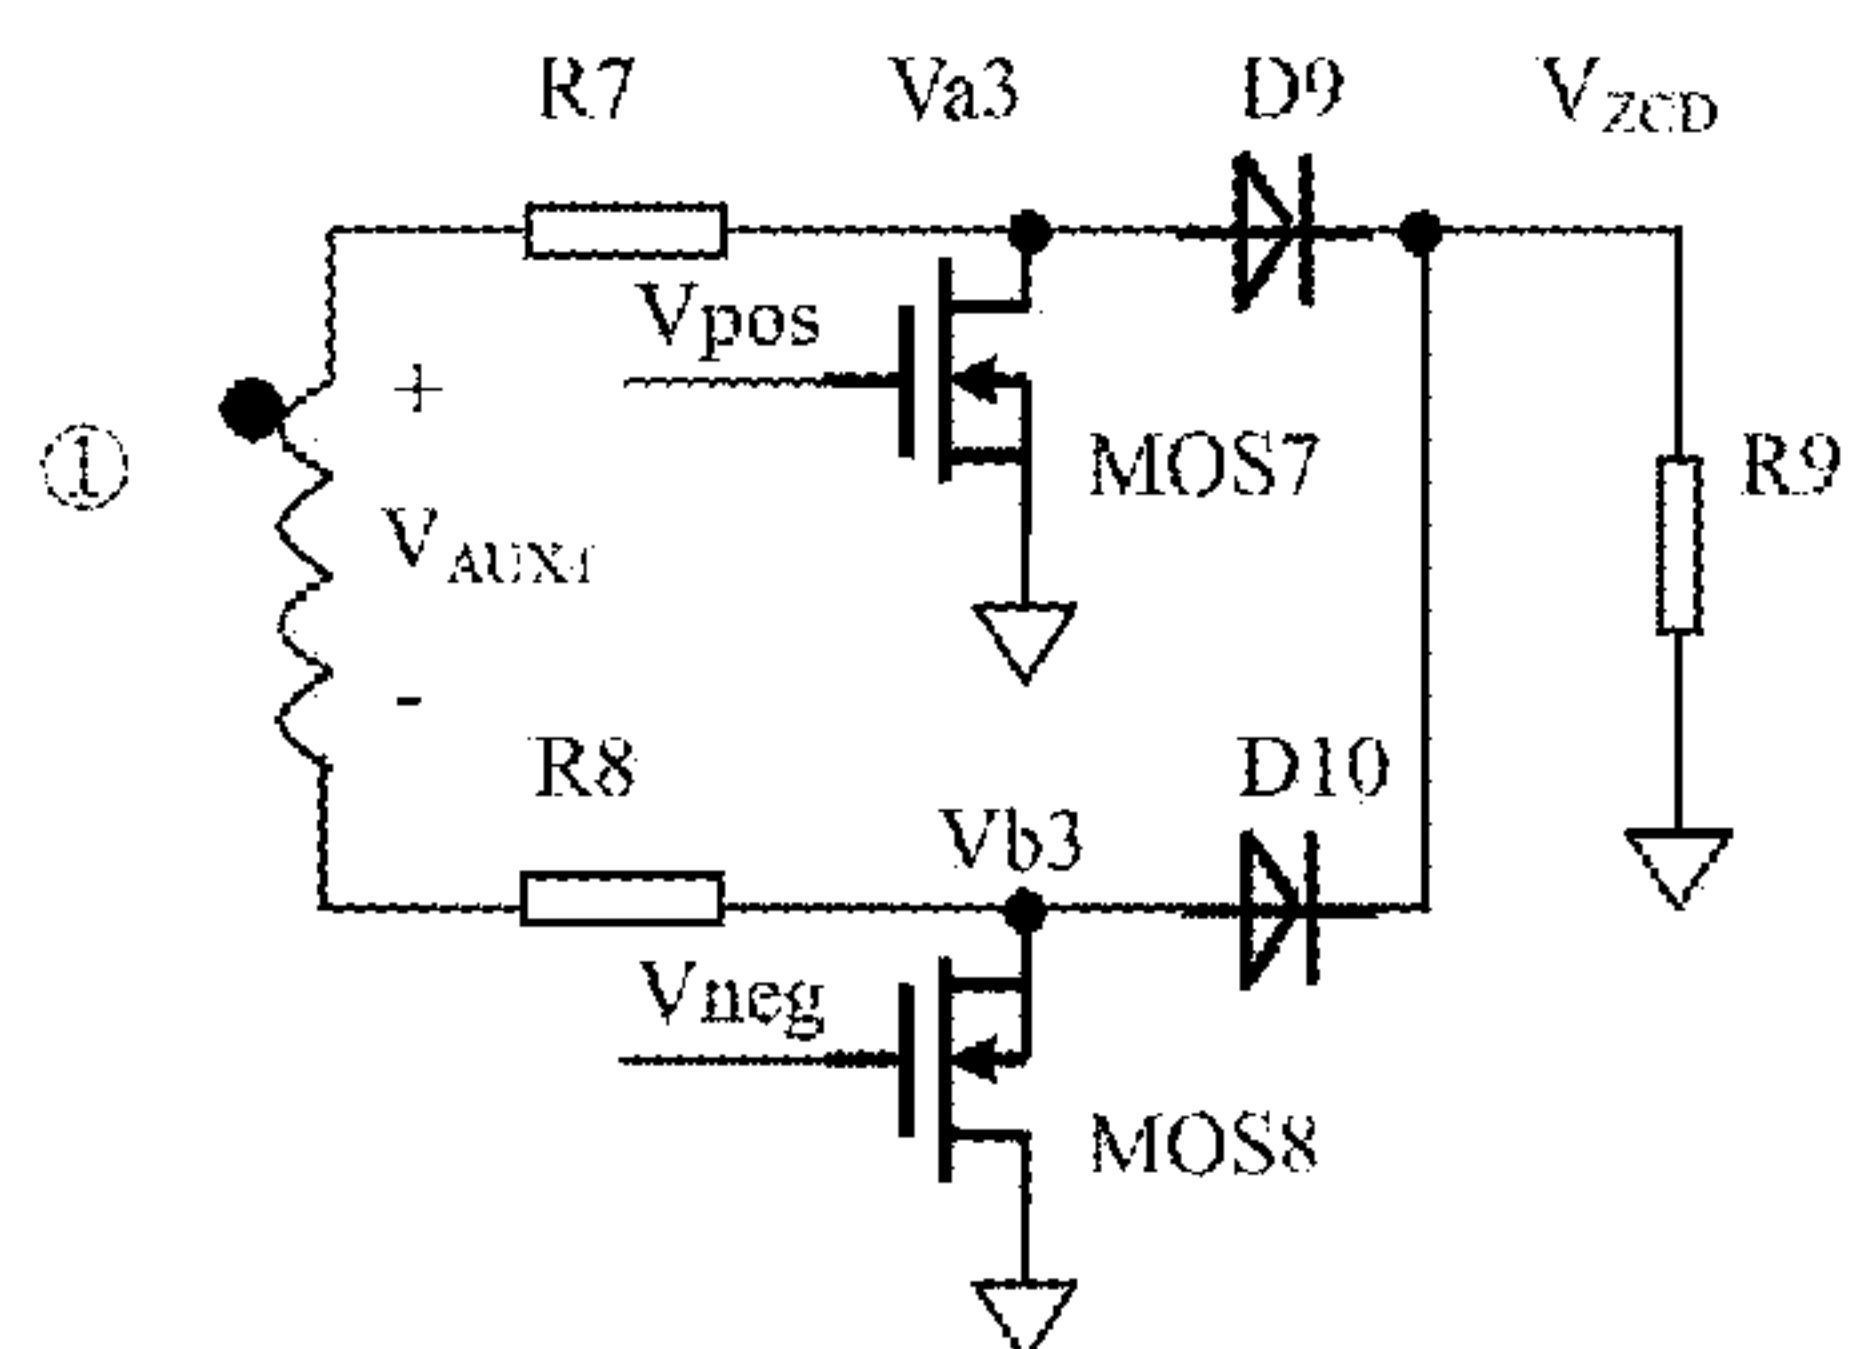 R7 Va3 D9 VZCD
Vpos
+
①
MOS7
R9
VAUX1
-
R8
D10
Vb3
Vneg
MOS8